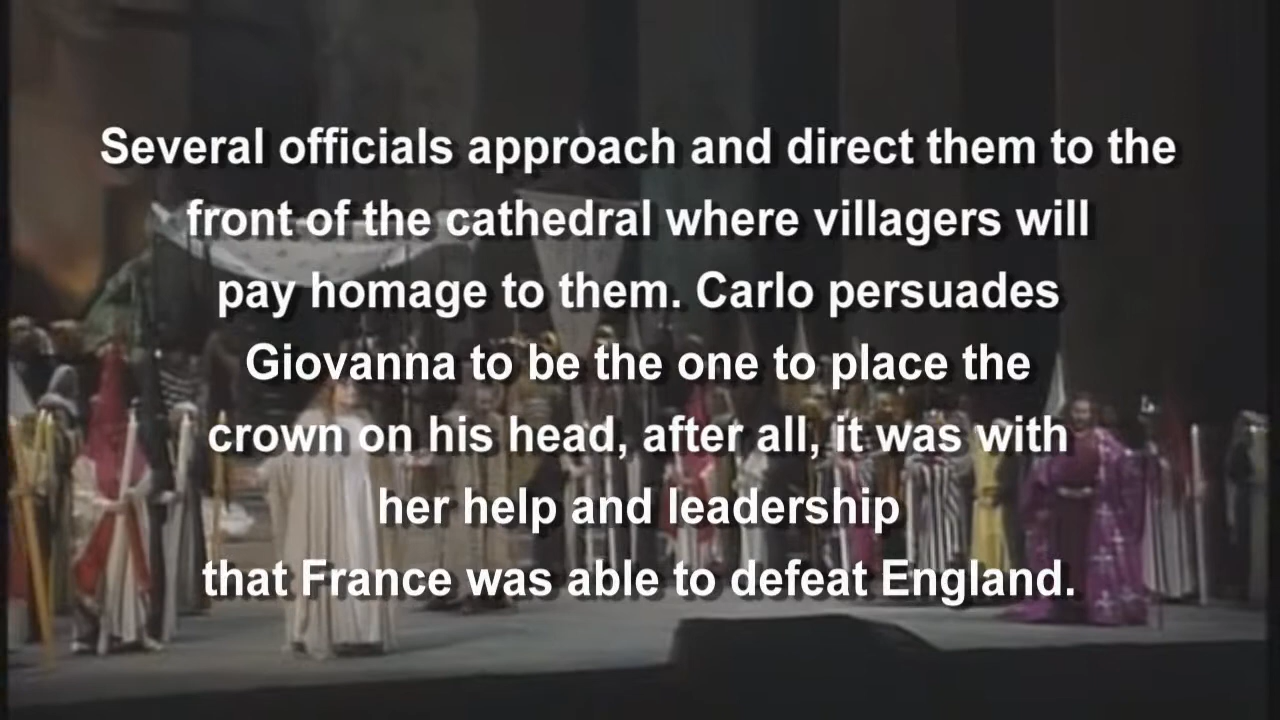 Several officials approach and direct them to the
front of the cathedral where villagers will
pay homage to them. Carlo persuades
Giovanna to be the one to place the
crown on his head, after all, it was with
her help and leadership
that France was able to defeat England.